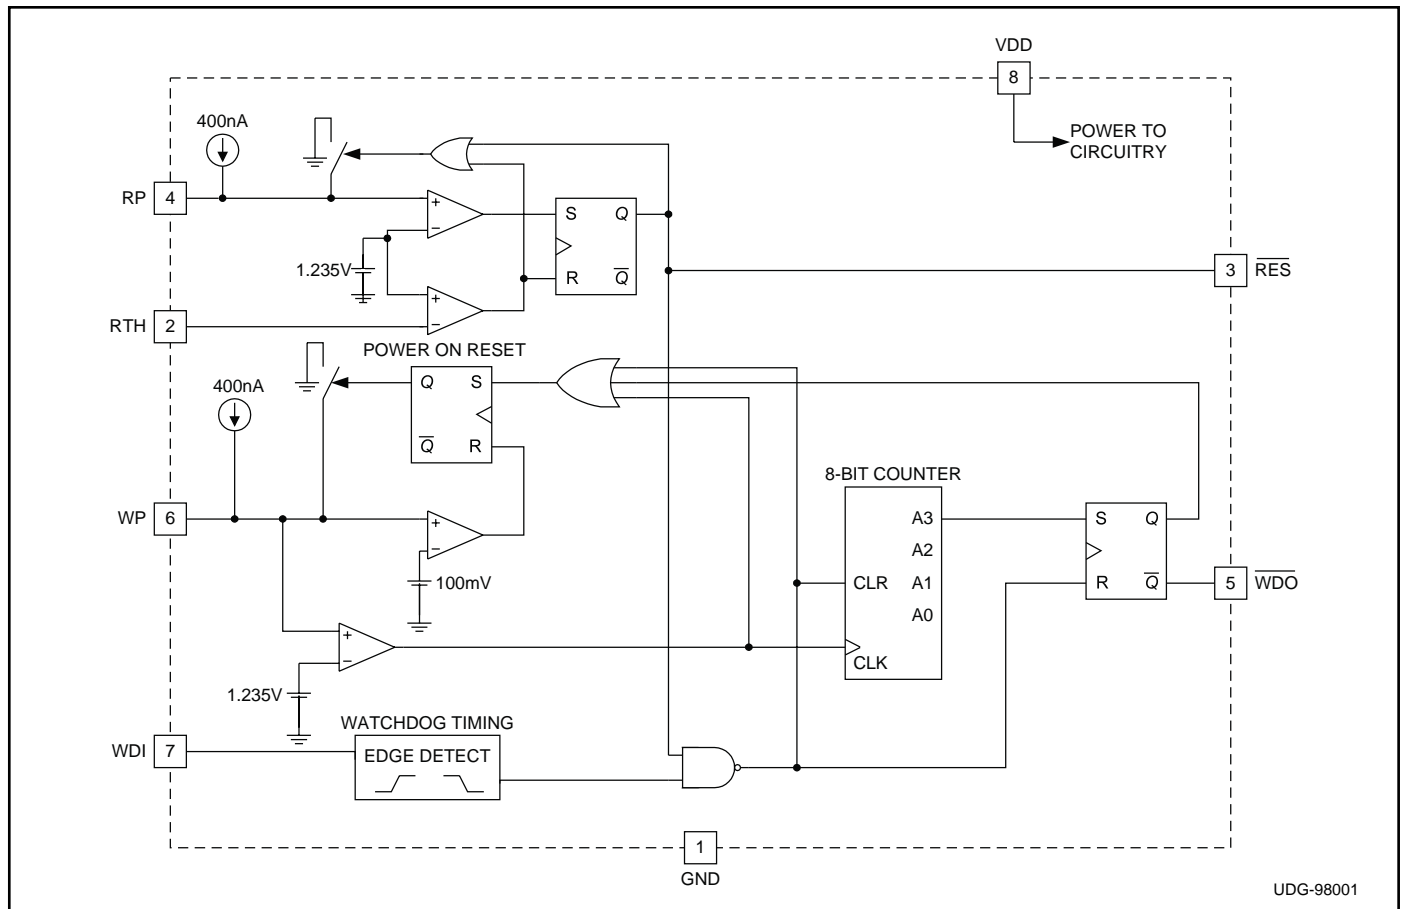 VDD
8
POWER TO
CIRCUITRY
400nA
RP 4
+
–
S Q
1.235V
R Q̅
3 R̅E̅S̅
+
–
RTH 2
POWER ON RESET
400nA
Q S
Q̅ R
8-BIT COUNTER
WP 6
+
–
100mV
A3
A2
CLR A1
A0
CLK
S Q
R Q̅
5 W̅D̅O̅
+
–
1.235V
WATCHDOG TIMING
WDI 7
EDGE DETECT
1
GND
UDG-98001